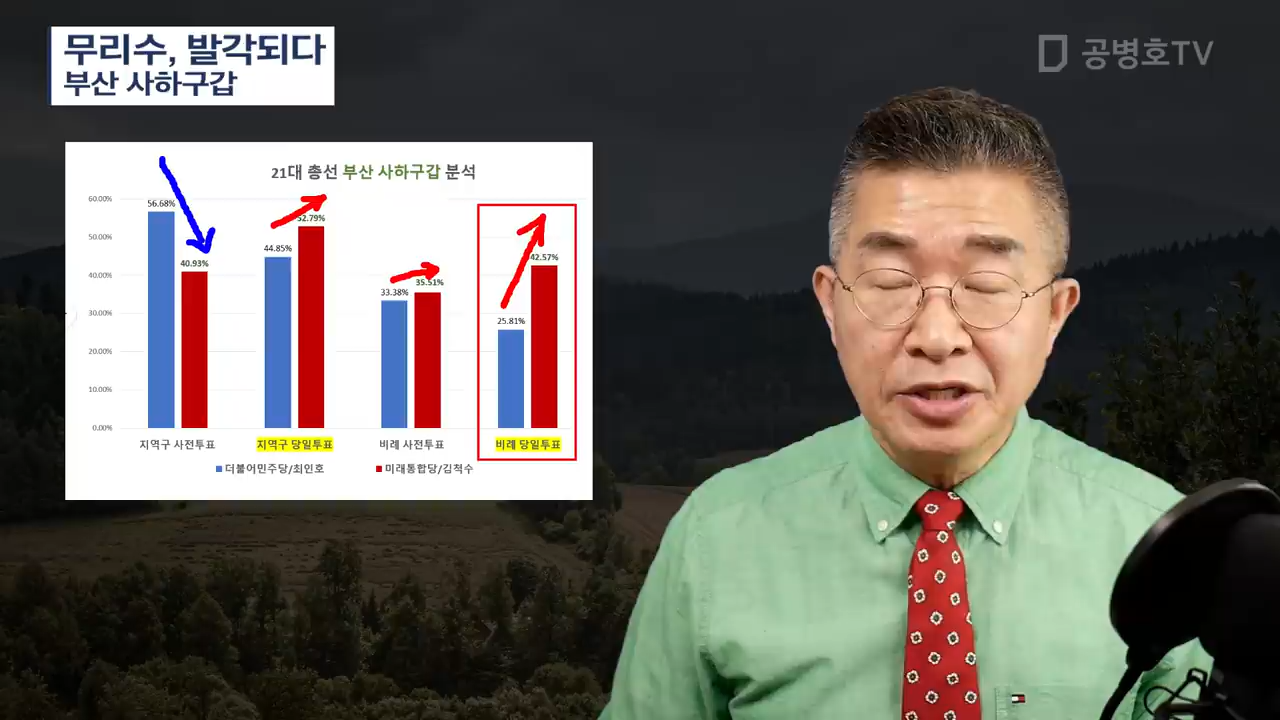 무리수, 발각되다
부산 사하구갑
공병호TV
21대 총선 부산 사하구갑 분석
60.00%
50.00%
40.00%
30.00%
20.00%
10.00%
0.00%
56.68%
40.93%
44.85%
52.79%
33.38%
35.51%
25.81%
42.57%
지역구 사전투표
지역구 당일투표
비례 사전투표
비례 당일투표
더불어민주당/최인호
미래통합당/김척수